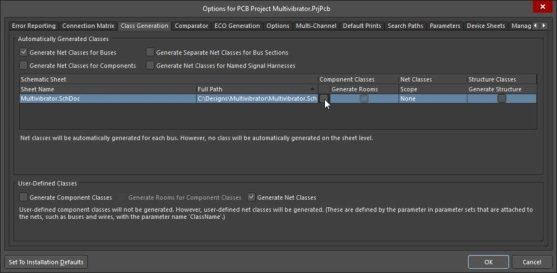 Options for PCB Project Multivibrator.PrjPcb
Error Reporting Connection Matrix Class Generation Comparator ECO Generation Options Multi-Channel Default Prints Search Paths Parameters Device Sheets Manag
Automatically Generated Classes
Generate Net Classes for Buses Generate Separate Net Classes for Bus Sections
Generate Net Classes for Components Generate Net Classes for Named Signal Harnesses
Schematic Sheet Component Classes Net Classes Structure Classes
Sheet Name Full Path Generate Rooms Scope Generate Structure
Multivibrator.SchDoc C:\Designs\Multivibrator\Multivibrator.Sch None
Net classes will be automatically generated for each bus. However, no class will be automatically generated on the sheet level.
User-Defined Classes
Generate Component Classes Generate Rooms for Component Classes Generate Net Classes
User-defined component classes will not be generated. However, user-defined net classes will be generated. (These are defined by the parameter in parameter sets that are attached to
the nets, such as buses and wires, with the parameter name 'ClassName'.)
Set To Installation Defaults OK Cancel